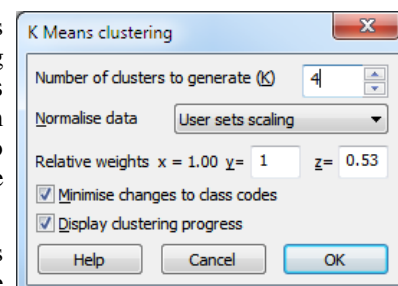 K Means clustering
Number of clusters to generate (K) 4
Normalise data User sets scaling
Relative weights x = 1.00 y= 1 z= 0.53
Minimise changes to class codes
Display clustering progress
Help Cancel OK